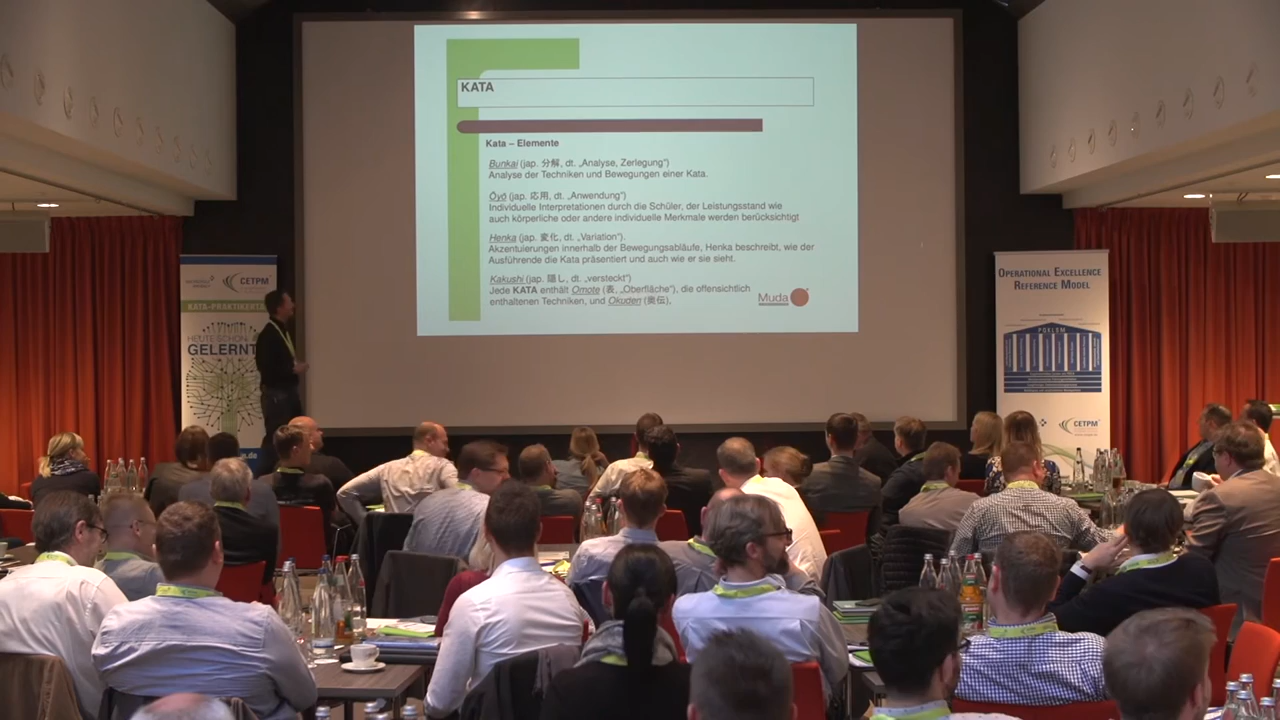 KATA
Kata – Elemente
Bunkai (jap. 分解, dt. „Analyse, Zerlegung“)
Analyse der Techniken und Bewegungen einer Kata.
Ōyō (jap. 応用, dt. „Anwendung“)
Individuelle Interpretationen durch die Schüler, der Leistungsstand wie
auch körperliche oder andere individuelle Merkmale werden berücksichtigt
Henka (jap. 変化, dt. „Variation“).
Akzentuierungen innerhalb der Bewegungsabläufe, Henka beschreibt, wie der
Ausführende die Kata präsentiert und auch wie er sie sieht.
Kakushi (jap. 隠し, dt. „versteckt“)
Jede KATA enthält Omote (表, „Oberfläche“), die offensichtlich
enthaltenen Techniken, und Okuden (奥伝),
Muda
CETPM
KATA-PRAKTIKERTA
HEUTE SCHON
GELERNT
OPERATIONAL EXCELLENCE
REFERENCE MODEL
CETPM